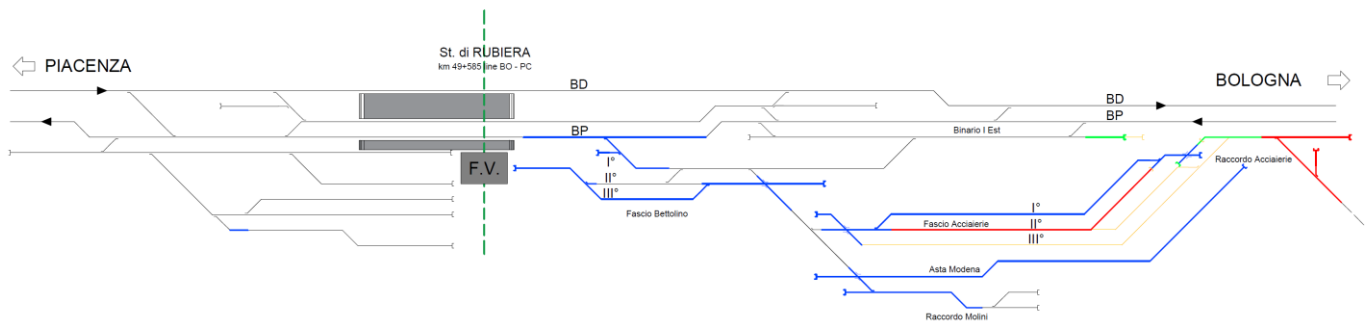 St. di RUBIERA
km 49+585 line BO - PC
PIACENZA
BOLOGNA
BD
BD
BP
BP
Binario I Est
F.V.
I°
II°
III°
Fascio Bettolino
Raccordo Acciaierie
I°
Fascio Acciaierie
II°
III°
Asta Modena
Raccordo Molini